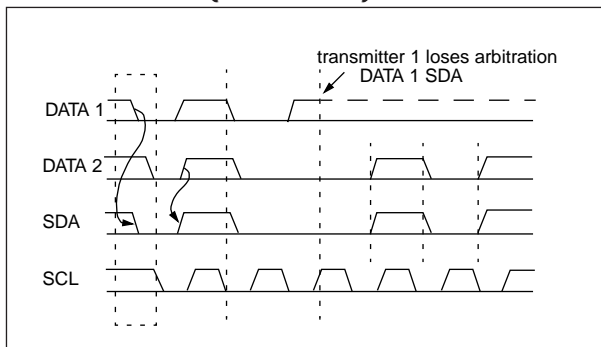 transmitter 1 loses arbitration
DATA 1 SDA
DATA 1
DATA 2
SDA
SCL